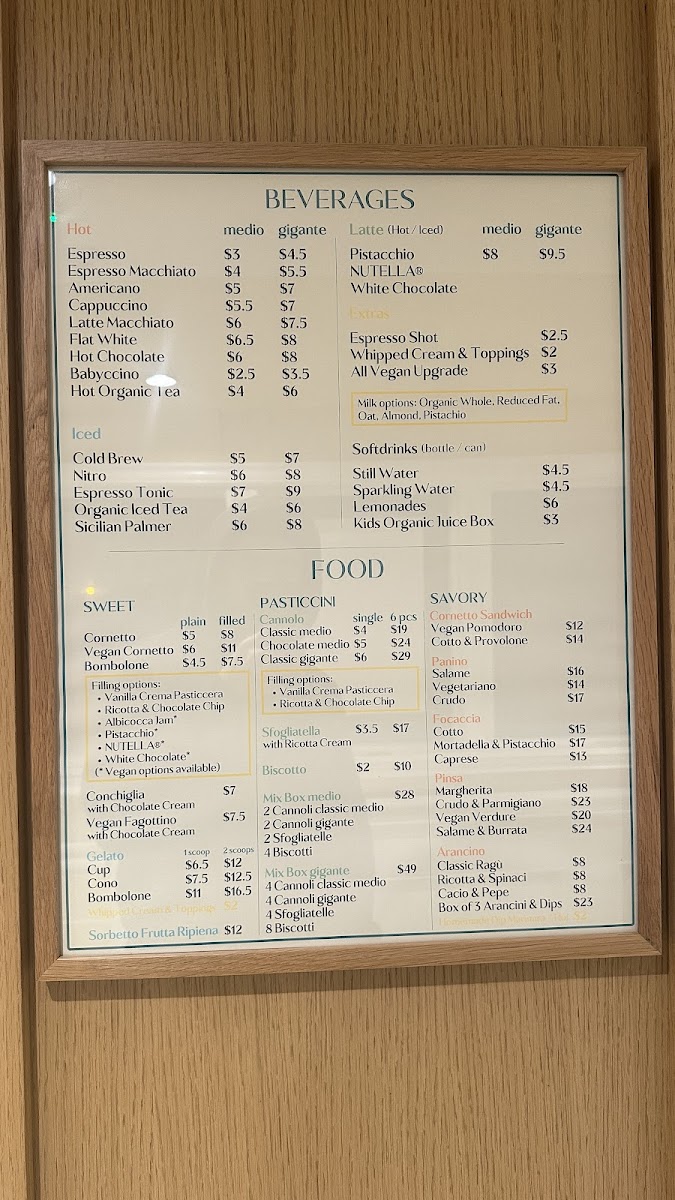 BEVERAGES
Hot medio gigante
Espresso $3 $4.5
Espresso Macchiato $4 $5.5
Americano $5 $7
Cappuccino $5.5 $7
Latte Macchiato $6 $7.5
Flat White $6.5 $8
Hot Chocolate $6 $8
Babyccino $2.5 $3.5
Hot Organic Tea $4 $6
Iced
Cold Brew $5 $7
Nitro $6 $8
Espresso Tonic $7 $9
Organic Iced Tea $4 $6
Sicilian Palmer $6 $8
Latte (Hot / Iced) medio gigante
Pistacchio $8 $9.5
NUTELLA®
White Chocolate
Extras
Espresso Shot $2.5
Whipped Cream & Toppings $2
All Vegan Upgrade $3
Milk options: Organic Whole, Reduced Fat,
Oat, Almond, Pistachio
Softdrinks (bottle / can)
Still Water $4.5
Sparkling Water $4.5
Lemonades $6
Kids Organic Juice Box $3
FOOD
SWEET
plain filled
Cornetto $5 $8
Vegan Cornetto $6 $11
Bombolone $4.5 $7.5
Filling options:
• Vanilla Crema Pasticcera
• Ricotta & Chocolate Chip
• Albicocca Jam*
• Pistacchio*
• NUTELLA®*
• White Chocolate*
(* Vegan options available)
Conchiglia $7
with Chocolate Cream
Vegan Fagottino $7.5
with Chocolate Cream
Gelato 1 scoop 2 scoops
Cup $6.5 $12
Cono $7.5 $12.5
Bombolone $11 $16.5
Whipped Cream & Toppings $2
Sorbetto Frutta Ripiena $12
PASTICCINI
Cannolo single 6 pcs
Classic medio $4 $19
Chocolate medio $5 $24
Classic gigante $6 $29
Filling options:
• Vanilla Crema Pasticcera
• Ricotta & Chocolate Chip
Sfogliatella $3.5 $17
with Ricotta Cream
Biscotto $2 $10
Mix Box medio $28
2 Cannoli classic medio
2 Cannoli gigante
2 Sfogliatelle
4 Biscotti
Mix Box gigante $49
4 Cannoli classic medio
4 Cannoli gigante
4 Sfogliatelle
8 Biscotti
SAVORY
Cornetto Sandwich
Vegan Pomodoro $12
Cotto & Provolone $14
Panino
Salame $16
Vegetariano $14
Crudo $17
Focaccia
Cotto $15
Mortadella & Pistacchio $17
Caprese $13
Pinsa
Margherita $18
Crudo & Parmigiano $23
Vegan Verdure $20
Salame & Burrata $24
Arancino
Classic Ragù $8
Ricotta & Spinaci $8
Cacio & Pepe $8
Box of 3 Arancini & Dips $23
Homemade Dip $2